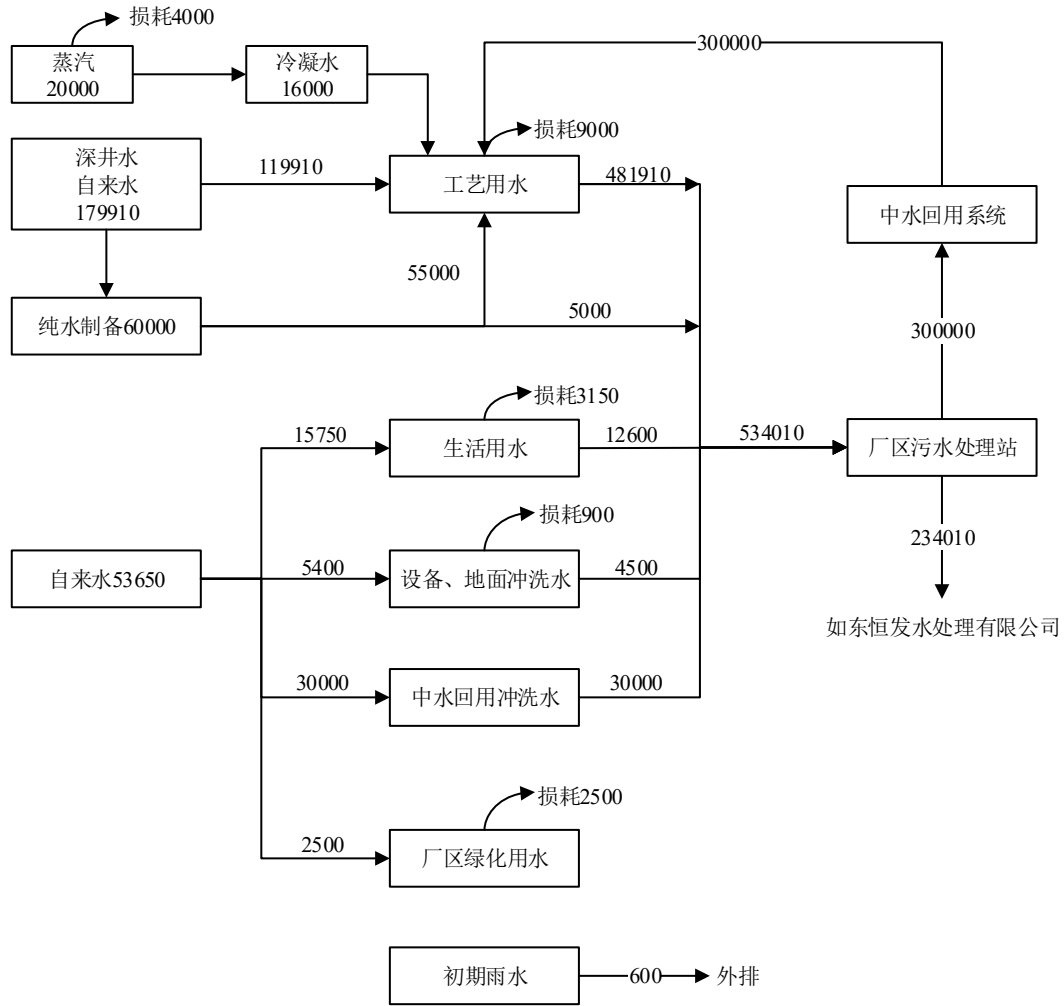 损耗4000
蒸汽
20000
冷凝水
16000
300000
损耗9000
深井水
自来水
179910
119910
工艺用水
481910
中水回用系统
55000
纯水制备60000
5000
300000
损耗3150
15750
生活用水
12600
534010
厂区污水处理站
损耗900
234010
自来水53650
5400
设备、地面冲洗水
4500
如东恒发水处理有限公司
30000
中水回用冲洗水
30000
损耗2500
2500
厂区绿化用水
初期雨水
600
外排